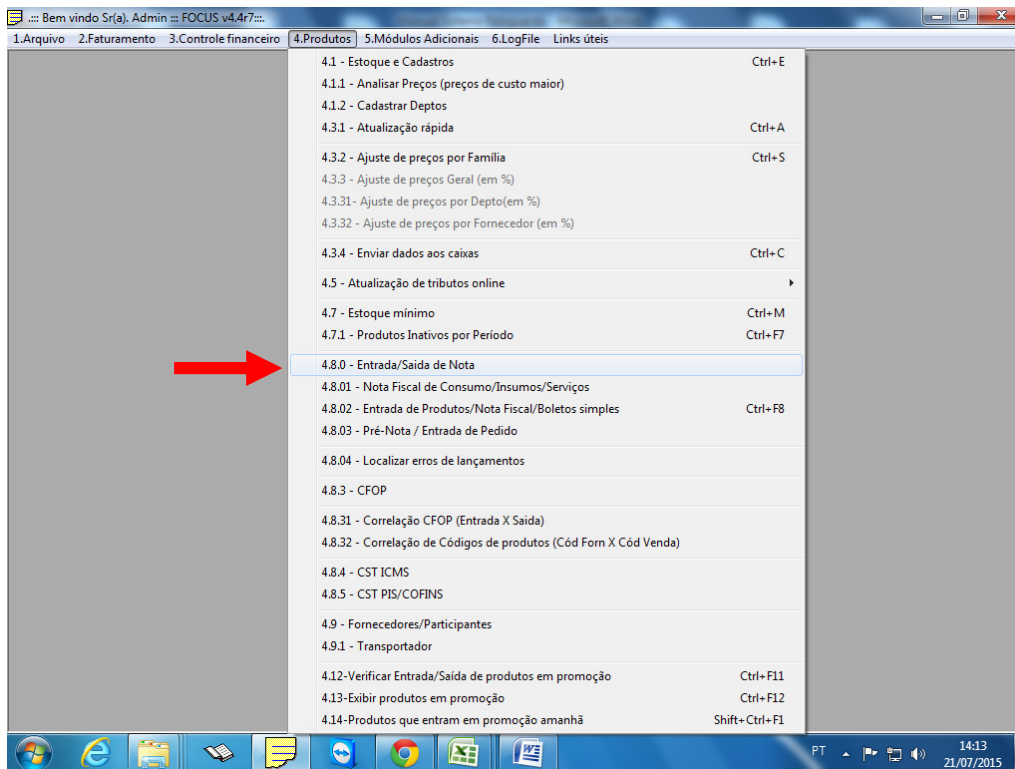 .::: Bem vindo Sr(a). Admin ::: FOCUS v4.4r7:::.
1.Arquivo 2.Faturamento 3.Controle financeiro 4.Produtos 5.Módulos Adicionais 6.LogFile Links úteis
4.1 - Estoque e Cadastros Ctrl+E
4.1.1 - Analisar Preços (preços de custo maior)
4.1.2 - Cadastrar Deptos
4.3.1 - Atualização rápida Ctrl+A
4.3.2 - Ajuste de preços por Família Ctrl+S
4.3.3 - Ajuste de preços Geral (em %)
4.3.31- Ajuste de preços por Depto(em %)
4.3.32 - Ajuste de preços por Fornecedor (em %)
4.3.4 - Enviar dados aos caixas Ctrl+C
4.5 - Atualização de tributos online
4.7 - Estoque mínimo Ctrl+M
4.7.1 - Produtos Inativos por Período Ctrl+F7
4.8.0 - Entrada/Saida de Nota
4.8.01 - Nota Fiscal de Consumo/Insumos/Serviços
4.8.02 - Entrada de Produtos/Nota Fiscal/Boletos simples Ctrl+F8
4.8.03 - Pré-Nota / Entrada de Pedido
4.8.04 - Localizar erros de lançamentos
4.8.3 - CFOP
4.8.31 - Correlação CFOP (Entrada X Saida)
4.8.32 - Correlação de Códigos de produtos (Cód Forn X Cód Venda)
4.8.4 - CST ICMS
4.8.5 - CST PIS/COFINS
4.9 - Fornecedores/Participantes
4.9.1 - Transportador
4.12-Verificar Entrada/Saída de produtos em promoção Ctrl+F11
4.13-Exibir produtos em promoção Ctrl+F12
4.14-Produtos que entram em promoção amanhã Shift+Ctrl+F1
PT 14:13
21/07/2015